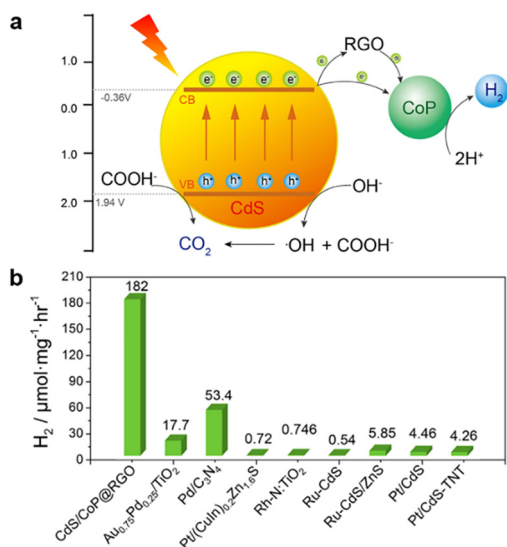 a
1.0
0.0
1.0
2.0
-0.36V
1.94 V
e⁻ e⁻ e⁻ e⁻
CB
RGO
e
e
e
CoP
H₂
2H⁺
COOH⁻
VB
h⁺ h⁺ h⁺ h⁺
CdS
OH⁻
CO₂
·OH + COOH⁻
b
H₂ / μmol·mg⁻¹·hr⁻¹
210
180
150
120
90
60
30
0
182
17.7
53.4
0.72
0.746
0.54
5.85
4.46
4.26
CdS/CoP@RGO
Au₀.₇₅Pd₀.₂₅/TiO₂
Pd/C₃N₄
Pt/(CuIn)₀.₂Zn₁.₆S
Rh-N:TiO₂
Ru-CdS
Ru-CdS/ZnS
Pt/CdS
Pt/CdS-TNT